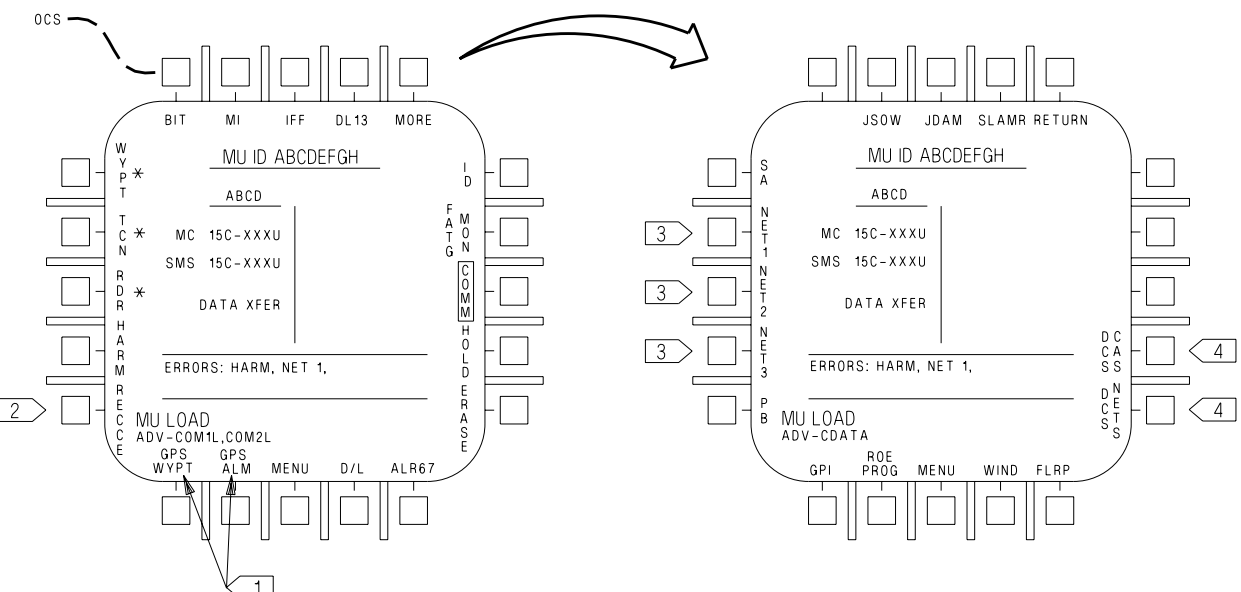 OCS
BIT MI IFF DL13 MORE
WYPT *
TCN *
RDR *
HARM
RECCE
2
MU ID ABCDEFGH
ABCD
MC 15C-XXXU
SMS 15C-XXXU
DATA XFER
ERRORS: HARM, NET 1,
MU LOAD
ADV-COM1L,COM2L
ID
FATG MON
COMM
HOLD
ERASE
GPS WYPT
GPS ALM
MENU
D/L
ALR67
1
JSOW JDAM SLAMR RETURN
SA
3 NET1
3 NET2
3 NET3
PB
MU ID ABCDEFGH
ABCD
MC 15C-XXXU
SMS 15C-XXXU
DATA XFER
ERRORS: HARM, NET 1,
MU LOAD
ADV-CDATA
DCS CAS 4
DCS NETS 4
GPI
ROE PROG
MENU
WIND
FLRP